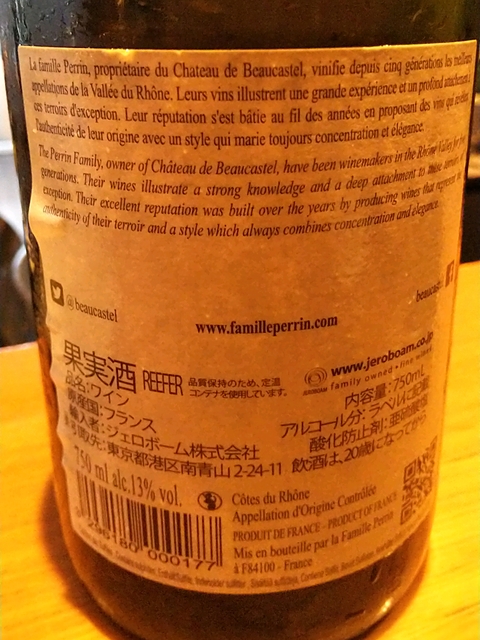 La famille Perrin, propriétaire du Chateau de Beaucastel, vinifie depuis cinq générations les meilleurs
appellations de la Vallée du Rhône. Leurs vins illustrent une grande expérience et un profond attachement à
ces terroirs d'exception. Leur réputation s'est bâtie au fil des années en proposant des vins qui
l'authenticité de leur origine avec un style qui marie toujours concentration et élégance.
The Perrin Family, owner of Château de Beaucastel, have been winemakers in the Rhône Valley for
generations. Their wines illustrate a strong knowledge and a deep attachment to these
exception. Their excellent reputation was built over the years by producing wines that
authenticity of their terroir and a style which always combines concentration and elegance.
@beaucastel
beaucastel
www.familleperrin.com
果実酒 REEFER 品質保持のため、定温
コンテナを使用しています。
JEROBOAM www.jeroboam.co.jp
family owned • fine wines
品名:ワイン
内容量:750mL
原産国:フランス
アルコール分:ラベルに記載
輸入者:ジェロボーム株式会社
酸化防止剤:亜硫酸塩
引取先:東京都港区南青山2-24-11
飲酒は、20歳になってから
750 ml alc.13% vol.
Côtes du Rhône
Appellation d'Origine Contrôlée
PRODUIT DE FRANCE - PRODUCT OF FRANCE
Mis en bouteille par la Famille Perrin
à F84100 - France
000177